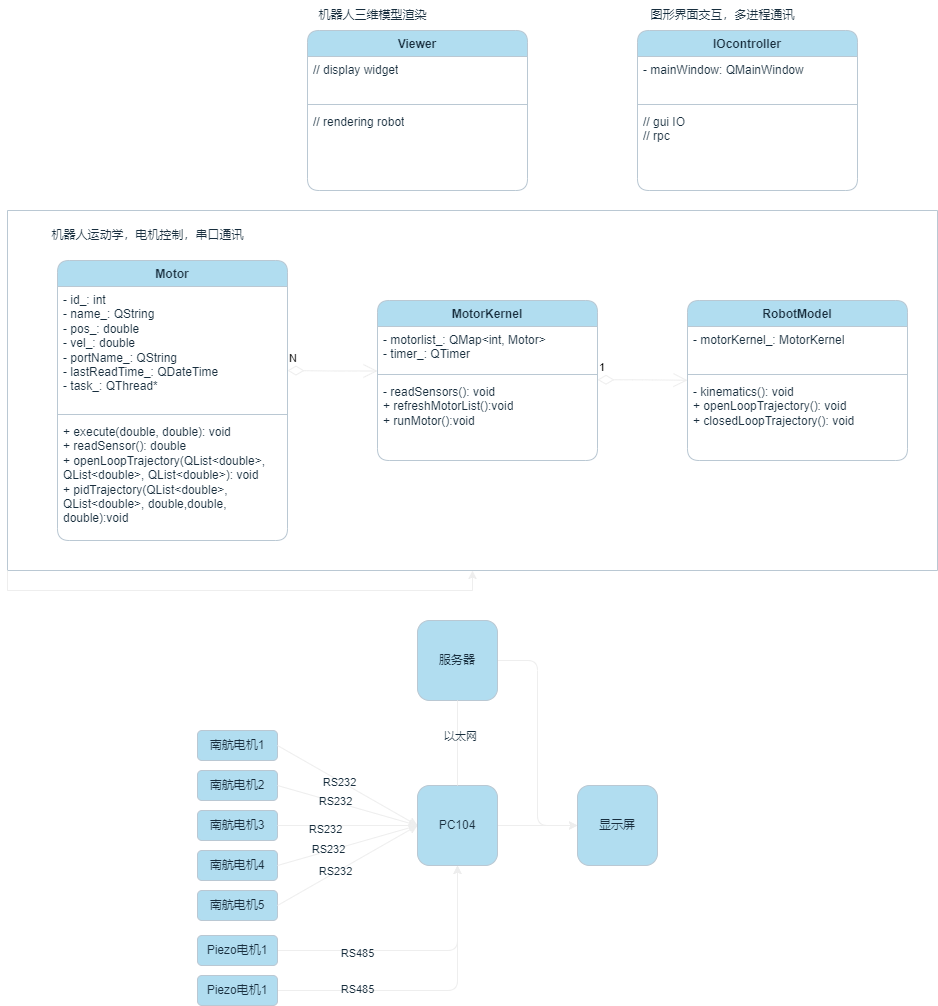 机器人三维模型渲染
图形界面交互，多进程通讯
Viewer
// display widget
// rendering robot
IOcontroller
- mainWindow: QMainWindow
// gui IO
// rpc
机器人运动学，电机控制，串口通讯
Motor
- id_: int
- name_: QString
- pos_: double
- vel_: double
- portName_: QString
- lastReadTime_: QDateTime
- task_: QThread*
+ execute(double, double): void
+ readSensor(): double
+ openLoopTrajectory(QList<double>,
QList<double>, QList<double>): void
+ pidTrajectory(QList<double>,
QList<double>, double,double,
double):void
N
MotorKernel
- motorlist_: QMap<int, Motor>
- timer_: QTimer
- readSensors(): void
+ refreshMotorList():void
+ runMotor():void
1
RobotModel
- motorKernel_: MotorKernel
- kinematics(): void
+ openLoopTrajectory(): void
+ closedLoopTrajectory(): void
服务器
以太网
南航电机1
RS232
南航电机2
RS232
南航电机3
RS232
PC104
显示屏
南航电机4
RS232
南航电机5
RS232
Piezo电机1
RS485
Piezo电机1
RS485